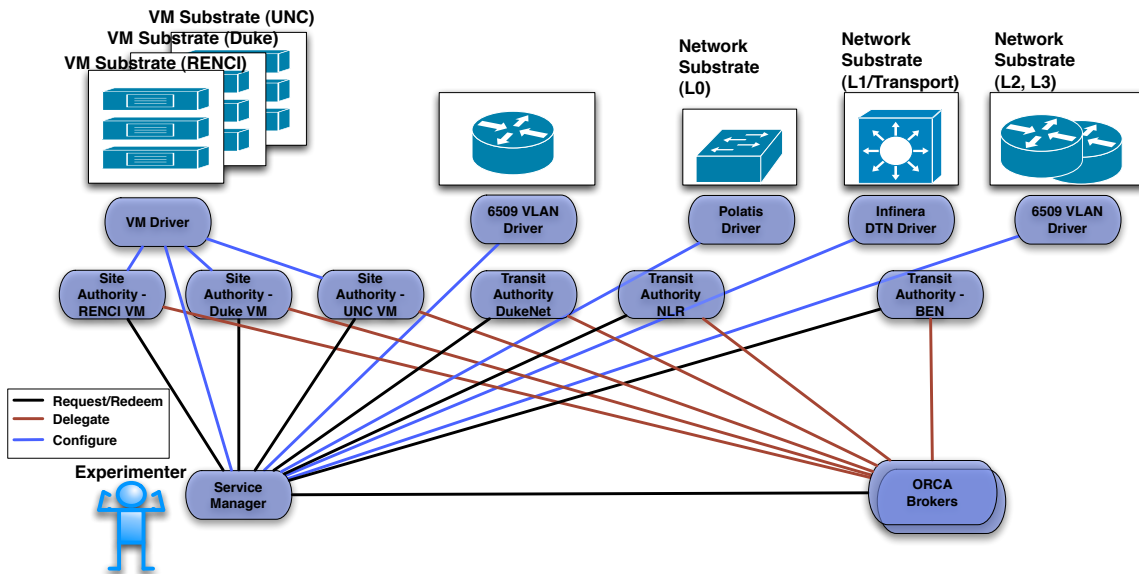 VM Substrate (UNC)
VM Substrate (Duke)
VM Substrate (RENCI)
Network
Substrate
(L0)
Network
Substrate
(L1/Transport)
Network
Substrate
(L2, L3)
VM Driver
6509 VLAN
Driver
Polatis
Driver
Infinera
DTN Driver
6509 VLAN
Driver
Site
Authority -
RENCI VM
Site
Authority -
Duke VM
Site
Authority -
UNC VM
Transit
Authority
DukeNet
Transit
Authority
NLR
Transit
Authority -
BEN
Request/Redeem
Delegate
Configure
Experimenter
Service
Manager
ORCA
Brokers